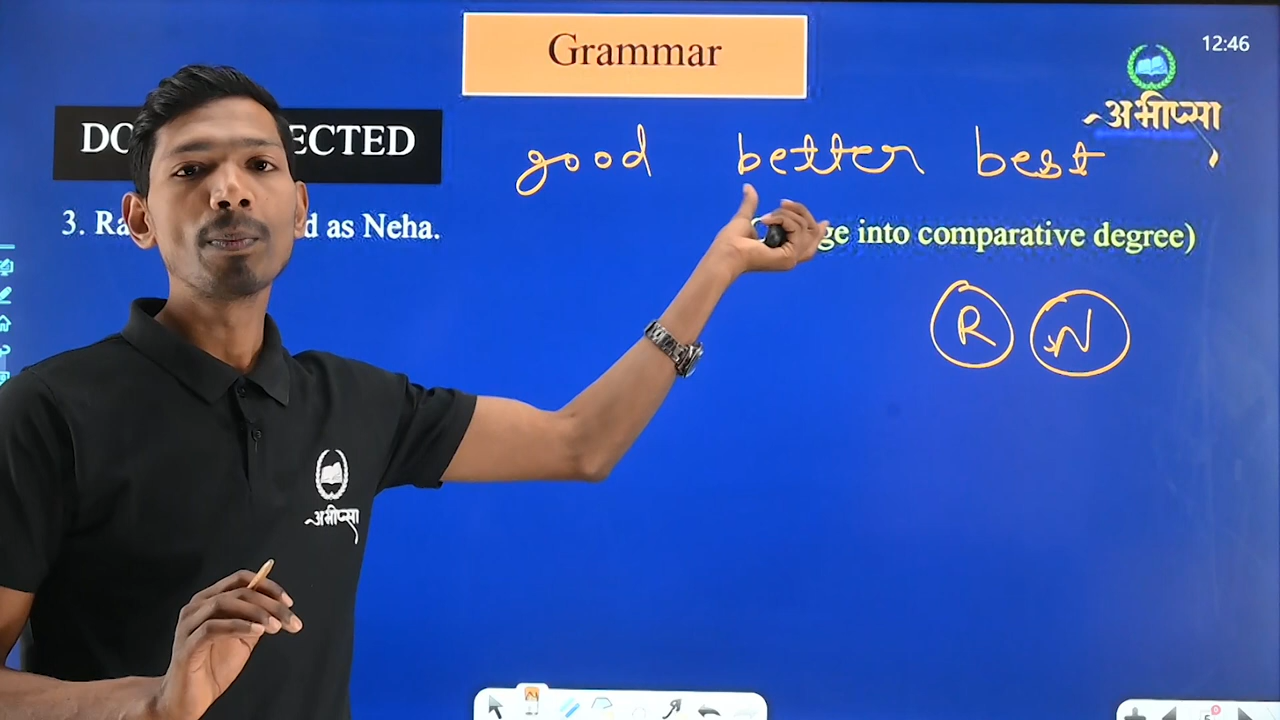 Grammar
12:46
अभीप्सा
DO ECTED
good better best
3. Ra d as Neha.
ge into comparative degree)
R N
अभीप्सा